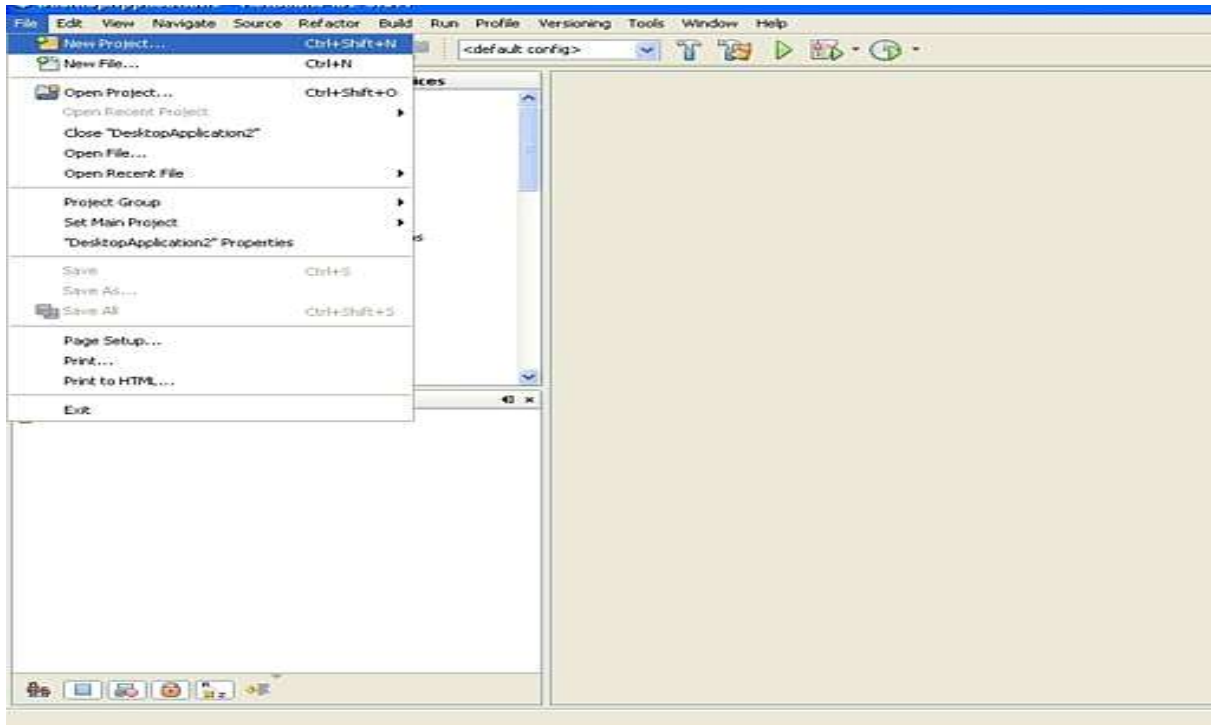 File Edit View Navigate Source Refactor Build Run Profile Versioning Tools Window Help
New Project... Ctrl+Shift+N
<default config>
New File... Ctrl+N
Open Project... Ctrl+Shift+O
Open Recent Project
Close "DesktopApplication2"
Open File...
Open Recent File
Project Group
Set Main Project
"DesktopApplication2" Properties
Save Ctrl+S
Save As...
Save All Ctrl+Shift+S
Page Setup...
Print...
Print to HTML...
Exit